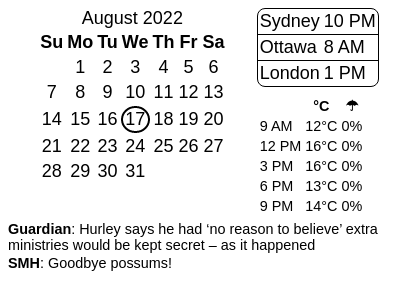 August 2022
Su Mo Tu We Th Fr Sa
1 2 3 4 5 6
7 8 9 10 11 12 13
14 15 16 17 18 19 20
21 22 23 24 25 26 27
28 29 30 31
Sydney 10 PM
Ottawa 8 AM
London 1 PM
°C ☂
9 AM 12°C 0%
12 PM 16°C 0%
3 PM 16°C 0%
6 PM 13°C 0%
9 PM 14°C 0%
Guardian: Hurley says he had ‘no reason to believe’ extra
ministries would be kept secret – as it happened
SMH: Goodbye possums!